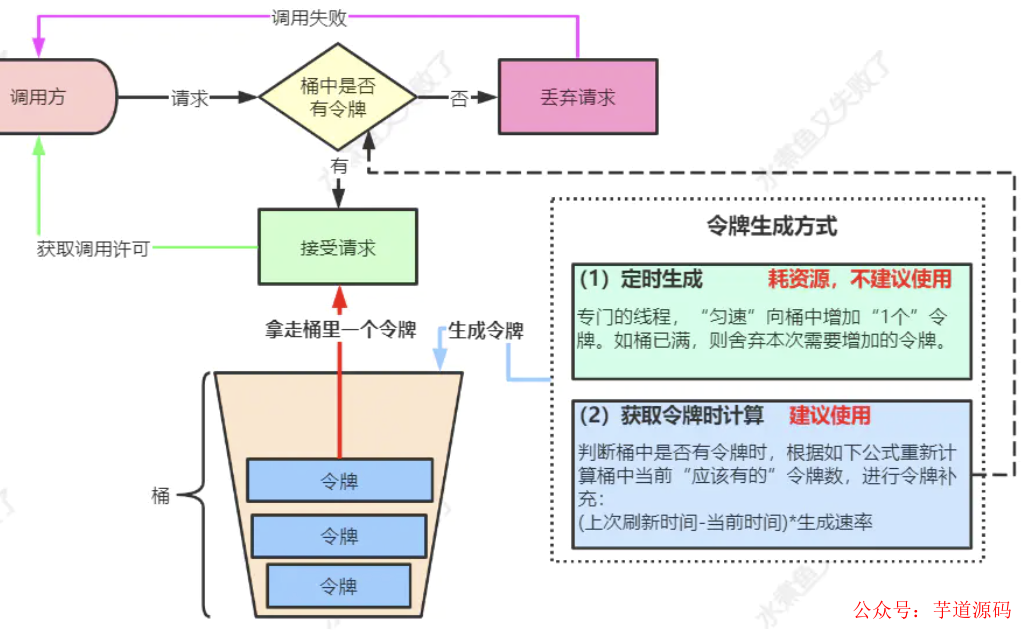 调用失败
调用方
请求
桶中是否
有令牌
否
丢弃请求
有
水煮鱼又失败了
水煮鱼又失败了
接受请求
获取调用许可
拿走桶里一个令牌
生成令牌
令牌生成方式
（1）定时生成 耗资源，不建议使用
专门的线程，“匀速”向桶中增加“1个”令
牌。如桶已满，则舍弃本次需要增加的令牌。
（2）获取令牌时计算 建议使用
判断桶中是否有令牌时，根据如下公式重新计
算桶中当前“应该有的”令牌数，进行令牌补
充：
(上次刷新时间-当前时间)*生成速率
桶
令牌
令牌
令牌
水煮鱼
公众号：芋道源码